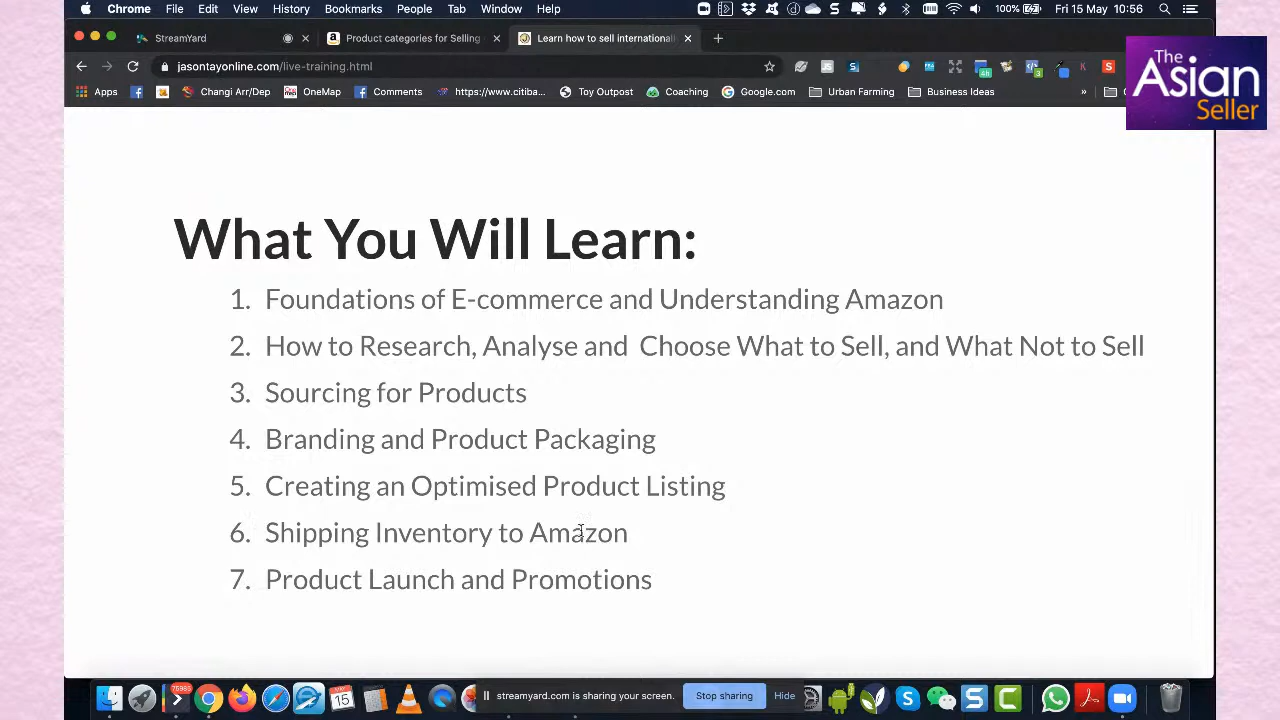 Chrome File Edit View History Bookmarks People Tab Window Help 100% Fri 15 May 10:56
StreamYard
Product categories for Selling
Learn how to sell international
jasontayonline.com/live-training.html
Apps Changi Arr/Dep OneMap Comments https://www.citiba... Toy Outpost Coaching Google.com Urban Farming Business Ideas »
The
Asian
Seller
What You Will Learn:
1. Foundations of E-commerce and Understanding Amazon
2. How to Research, Analyse and Choose What to Sell, and What Not to Sell
3. Sourcing for Products
4. Branding and Product Packaging
5. Creating an Optimised Product Listing
6. Shipping Inventory to Amazon
7. Product Launch and Promotions
streamyard.com is sharing your screen. Stop sharing Hide